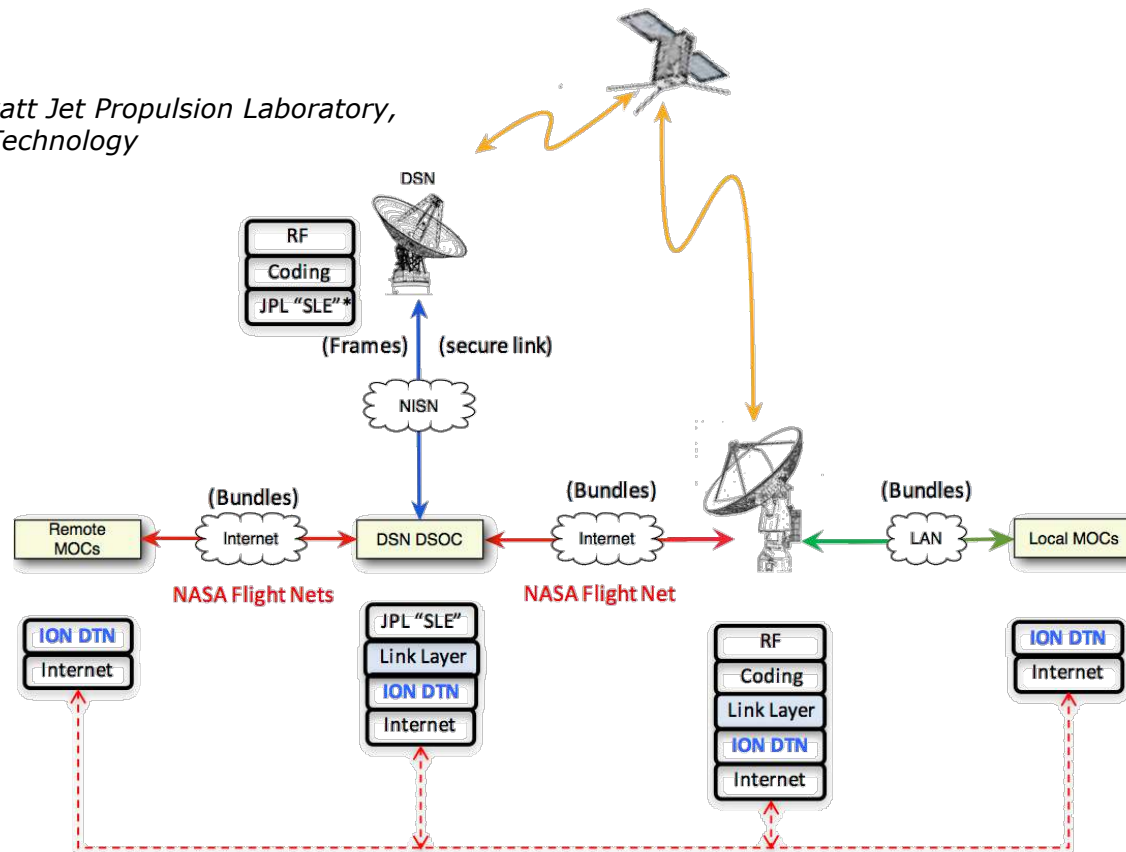 att Jet Propulsion Laboratory,
Technology
DSN
RF
Coding
JPL “SLE”*
(Frames) (secure link)
NISN
(Bundles)
(Bundles)
(Bundles)
Remote
MOCs
Internet
DSN DSOC
Internet
LAN
Local MOCs
NASA Flight Nets
NASA Flight Net
ION DTN
Internet
JPL “SLE”
Link Layer
ION DTN
Internet
RF
Coding
Link Layer
ION DTN
Internet
ION DTN
Internet